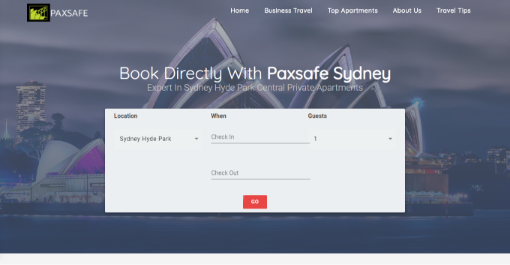 PAXSAFE
Home Business Travel Top Apartments About Us Travel Tips
Book Directly With Paxsafe Sydney
Expert In Sydney Hyde Park Central Private Apartments
Location When Guests
Sydney Hyde Park Check In 1
Check Out
GO